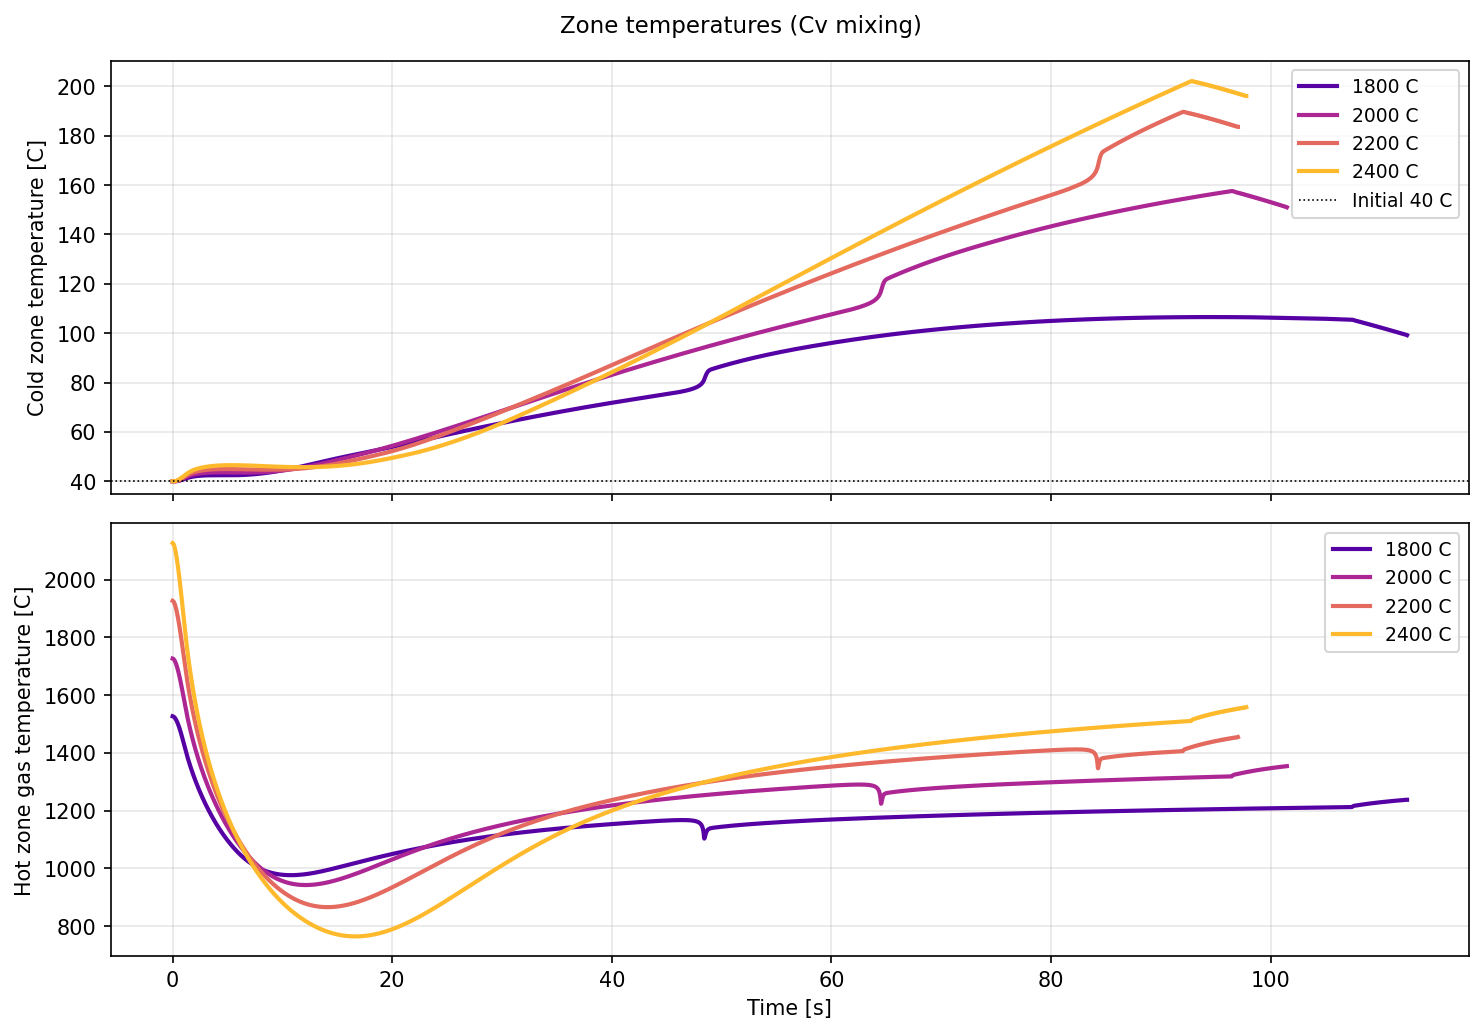 Zone temperatures (Cv mixing)
Cold zone temperature [C]
200
180
160
140
120
100
80
60
40
1800 C
2000 C
2200 C
2400 C
Initial 40 C
Hot zone gas temperature [C]
2000
1800
1600
1400
1200
1000
800
1800 C
2000 C
2200 C
2400 C
0
20
40
60
80
100
Time [s]